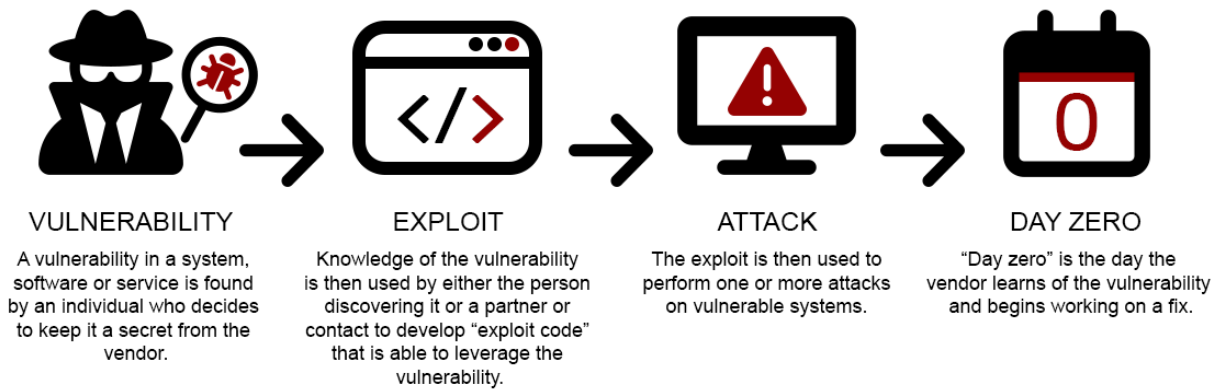 </>
0
VULNERABILITY
A vulnerability in a system,
software or service is found
by an individual who decides
to keep it a secret from the
vendor.
EXPLOIT
Knowledge of the vulnerability
is then used by either the person
discovering it or a partner or
contact to develop “exploit code”
that is able to leverage the
vulnerability.
ATTACK
The exploit is then used to
perform one or more attacks
on vulnerable systems.
DAY ZERO
“Day zero” is the day the
vendor learns of the vulnerability
and begins working on a fix.